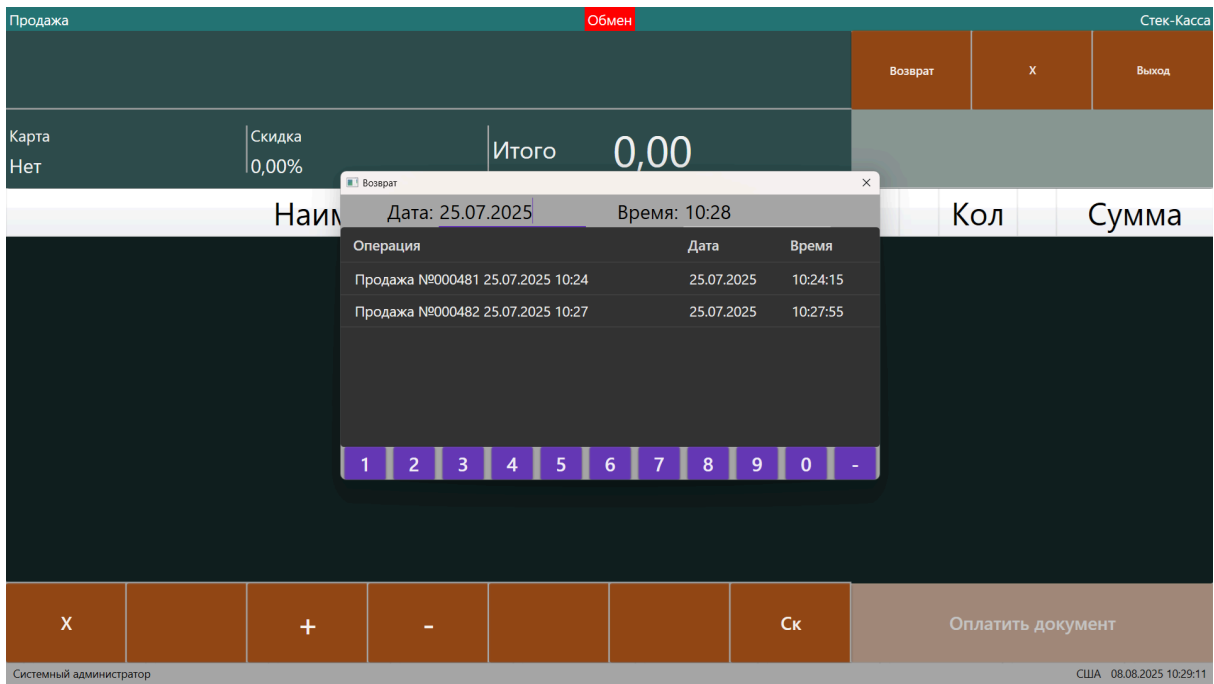 Продажа Обмен Стек-Касса
Возврат X Выход
Карта Скидка
Нет 0,00% Итого 0,00
Возврат
Наим Дата: 25.07.2025 Время: 10:28 Кол Сумма
Операция Дата Время
Продажа №000481 25.07.2025 10:24 25.07.2025 10:24:15
Продажа №000482 25.07.2025 10:27 25.07.2025 10:27:55
1 2 3 4 5 6 7 8 9 0 -
X + - Ск Оплатить документ
Системный администратор США 08.08.2025 10:29:11